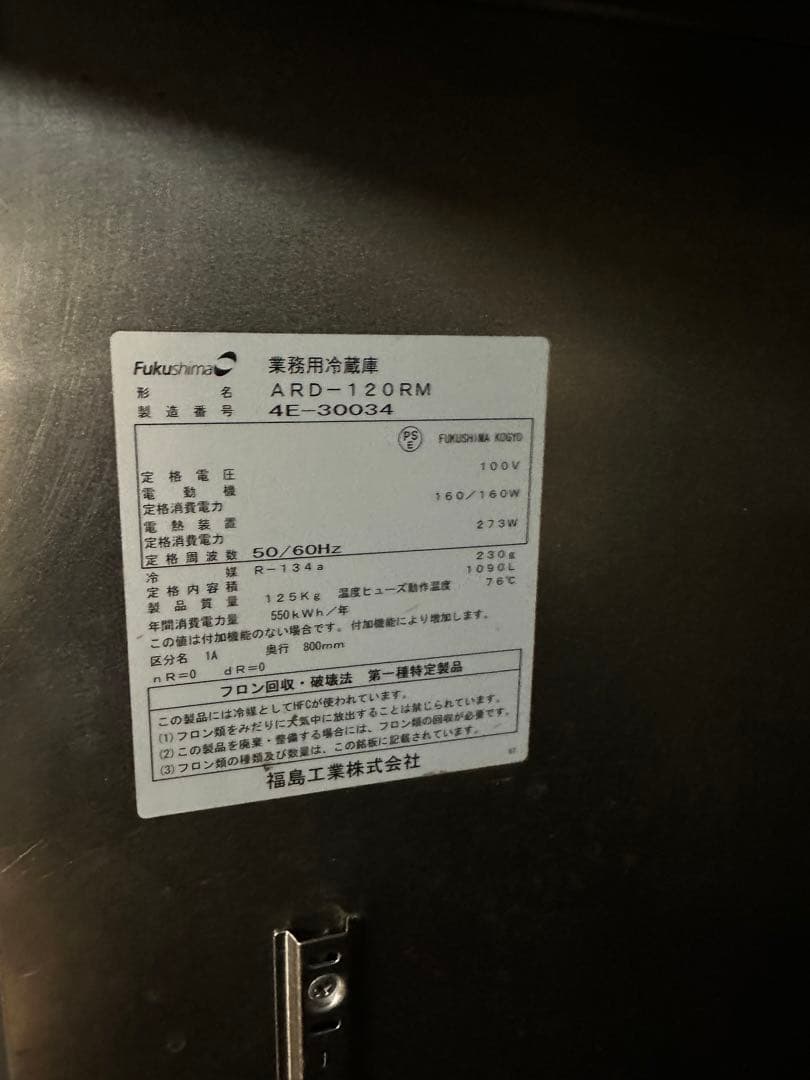 Fukushima 業務用冷蔵庫
形名 ARD-120RM
製造番号 4E-30034
PSE FUKUSHIMA KOGYO
定格電圧 100V
電動機
定格消費電力 160/160W
電熱装置
定格消費電力 273W
定格周波数 50/60Hz
冷媒 R-134a 230g
定格内容積 1090L
製品質量 125Kg 温度ヒューズ動作温度 76℃
年間消費電力量 550kWh/年
この値は付加機能のない場合です。付加機能により増加します。
区分名 1A 奥行 800mm
nR=0 dR=0
フロン回収・破壊法 第一種特定製品
この製品には冷媒としてHFCが使われています。
(1)フロン類をみだりに大気中に放出することは禁じられています。
(2)この製品を廃棄・整備する場合には、フロン類の回収が必要です。
(3)フロン類の種類及び数量は、この銘板に記載されています。
福島工業株式会社